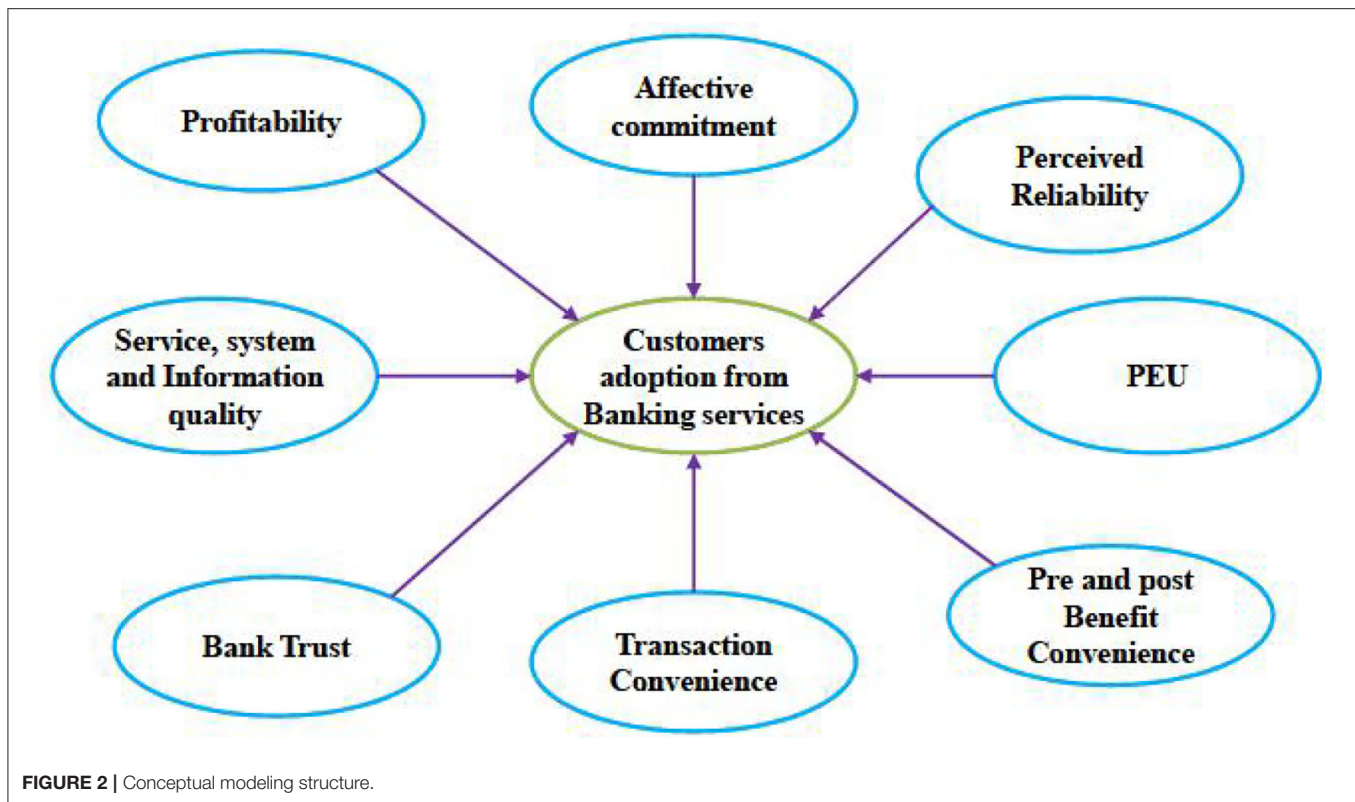 Profitability
Affective
commitment
Perceived
Reliability
Service, system
and Information
quality
Customers
adoption from
Banking services
PEU
Bank Trust
Transaction
Convenience
Pre and post
Benefit
Convenience
FIGURE 2 | Conceptual modeling structure.